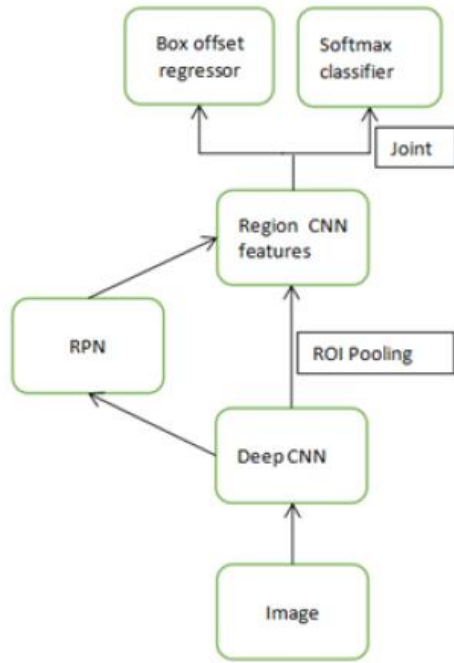 Box offset
regressor
Softmax
classifier
Joint
Region CNN
features
RPN
ROI Pooling
Deep CNN
Image